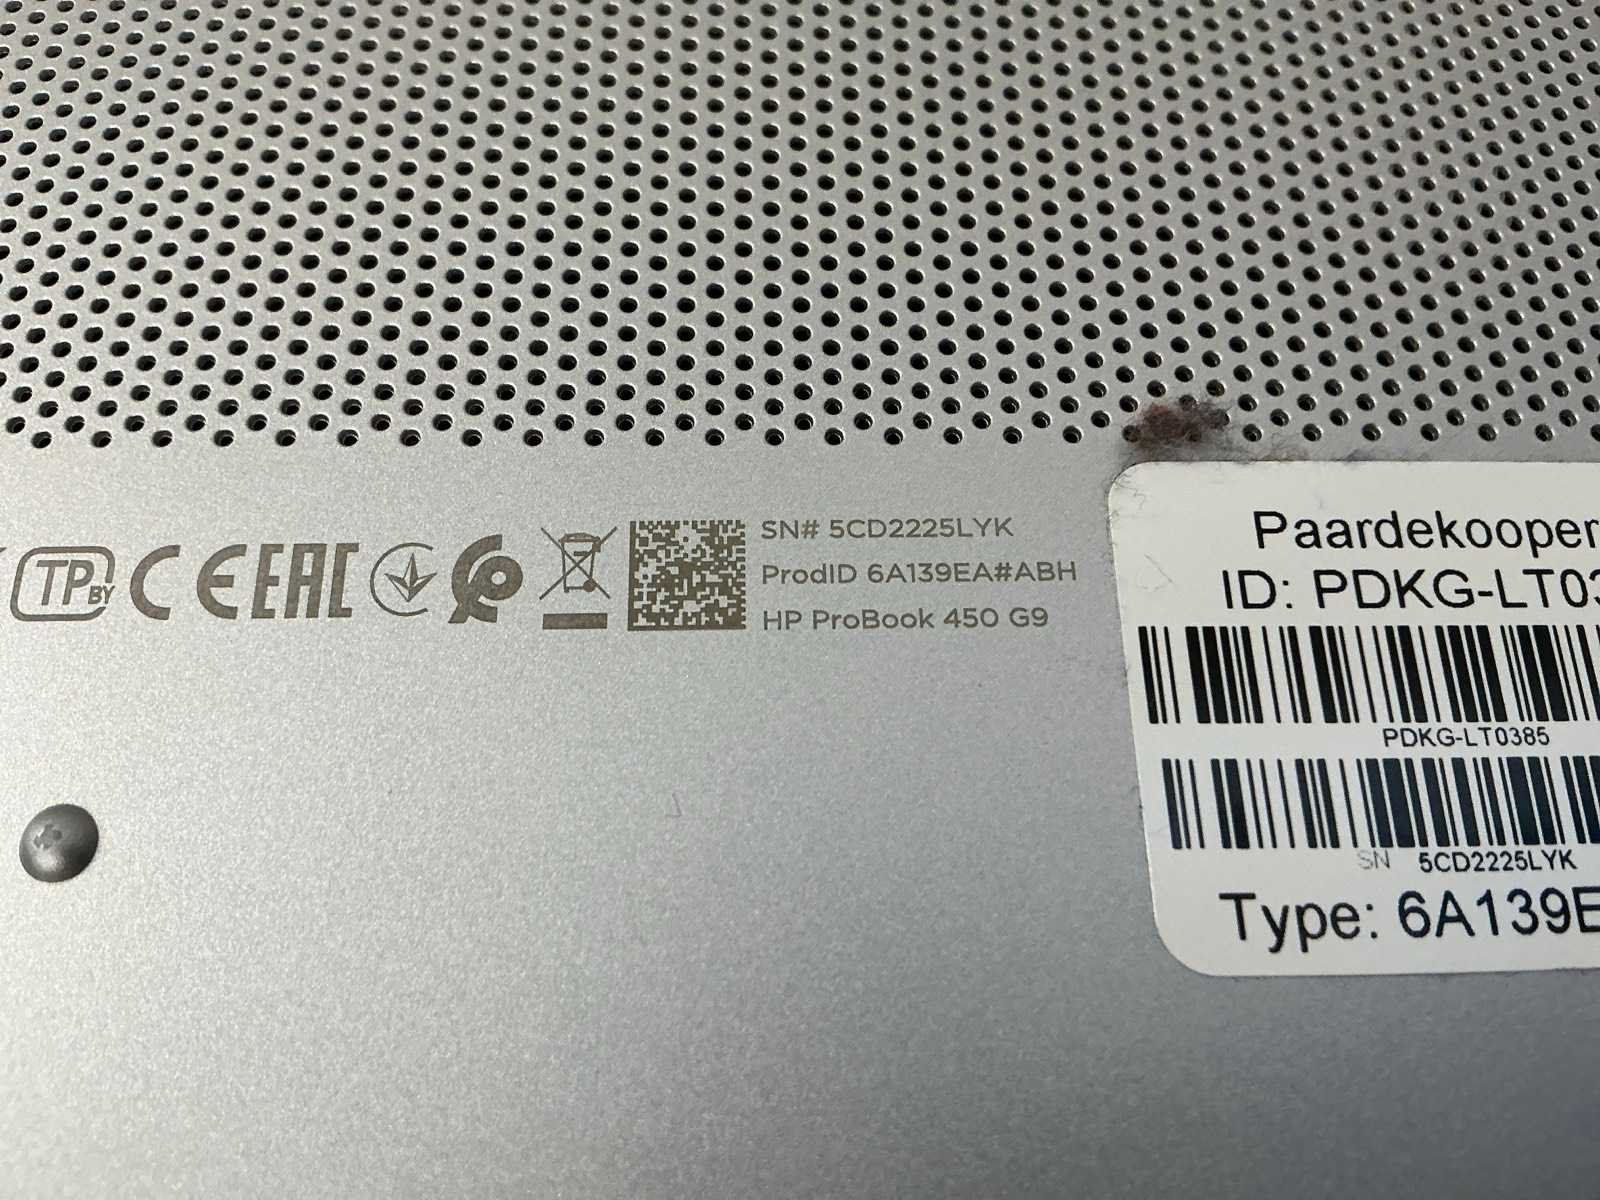 TP BY CE EAC
SN# 5CD2225LYK
ProdID 6A139EA#ABH
HP ProBook 450 G9
Paardekooper
ID: PDKG-LT03
PDKG-LT0385
SN 5CD2225LYK
Type: 6A139E